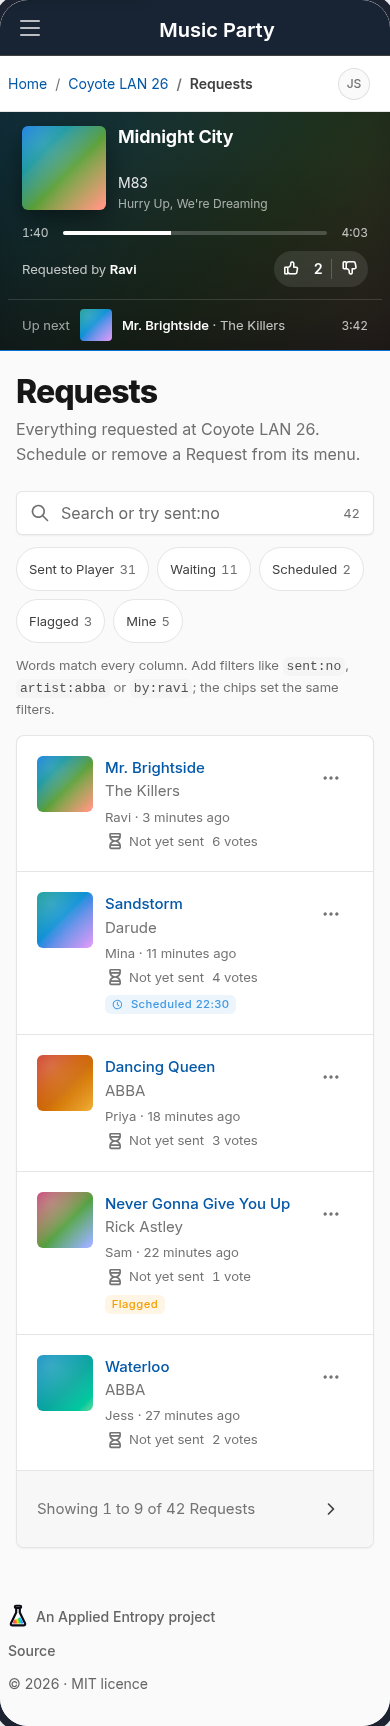 Music Party
Home / Coyote LAN 26 / Requests
JS
Midnight City
M83
Hurry Up, We're Dreaming
1:40
4:03
Requested by Ravi
2
Up next Mr. Brightside · The Killers 3:42
Requests
Everything requested at Coyote LAN 26.
Schedule or remove a Request from its menu.
Search or try sent:no 42
Sent to Player 31 Waiting 11 Scheduled 2
Flagged 3 Mine 5
Words match every column. Add filters like sent:no,
artist:abba or by:ravi; the chips set the same
filters.
Mr. Brightside
The Killers
Ravi · 3 minutes ago
Not yet sent 6 votes
Sandstorm
Darude
Mina · 11 minutes ago
Not yet sent 4 votes
Scheduled 22:30
Dancing Queen
ABBA
Priya · 18 minutes ago
Not yet sent 3 votes
Never Gonna Give You Up
Rick Astley
Sam · 22 minutes ago
Not yet sent 1 vote
Flagged
Waterloo
ABBA
Jess · 27 minutes ago
Not yet sent 2 votes
Showing 1 to 9 of 42 Requests
An Applied Entropy project
Source
© 2026 · MIT licence